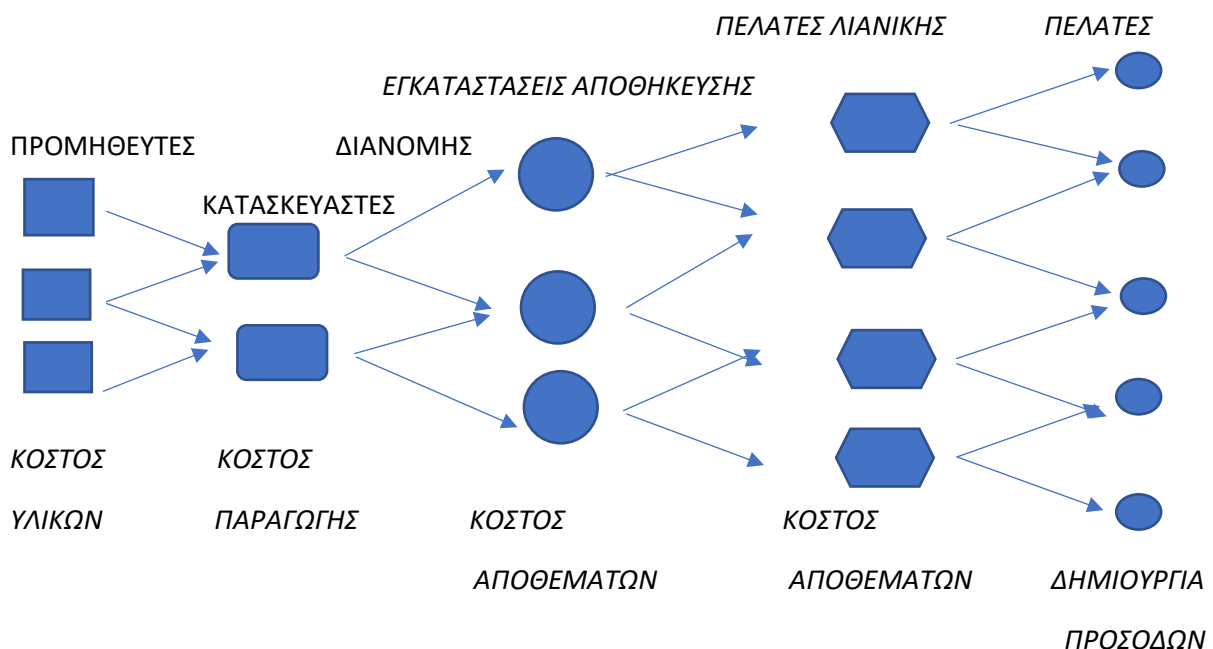 ΠΕΛΑΤΕΣ ΛΙΑΝΙΚΗΣ ΠΕΛΑΤΕΣ
ΕΓΚΑΤΑΣΤΑΣΕΙΣ ΑΠΟΘΗΚΕΥΣΗΣ
ΠΡΟΜΗΘΕΥΤΕΣ ΔΙΑΝΟΜΗΣ
ΚΑΤΑΣΚΕΥΑΣΤΕΣ
ΚΟΣΤΟΣ ΚΟΣΤΟΣ
ΥΛΙΚΩΝ ΠΑΡΑΓΩΓΗΣ ΚΟΣΤΟΣ ΚΟΣΤΟΣ
ΑΠΟΘΕΜΑΤΩΝ ΑΠΟΘΕΜΑΤΩΝ ΔΗΜΙΟΥΡΓΙΑ
ΠΡΟΣΟΔΩΝ